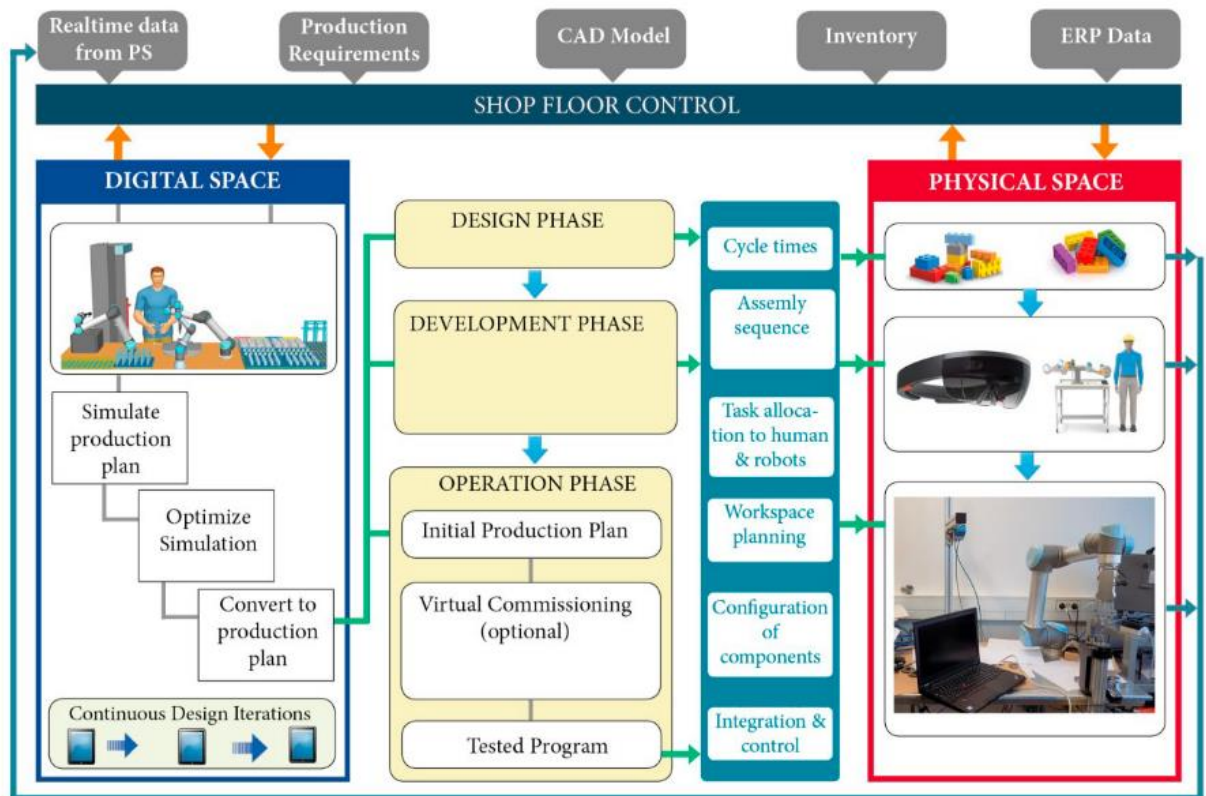 Realtime data
from PS
Production
Requirements
CAD Model
Inventory
ERP Data
SHOP FLOOR CONTROL
DIGITAL SPACE
Simulate
production
plan
Optimize
Simulation
Convert to
production
plan
Continuous Design Iterations
DESIGN PHASE
DEVELOPMENT PHASE
OPERATION PHASE
Initial Production Plan
Virtual Commissioning
(optional)
Tested Program
Cycle times
Assemly
sequence
Task alloca-
tion to human
& robots
Workspace
planning
Configuration
of
components
Integration &
control
PHYSICAL SPACE